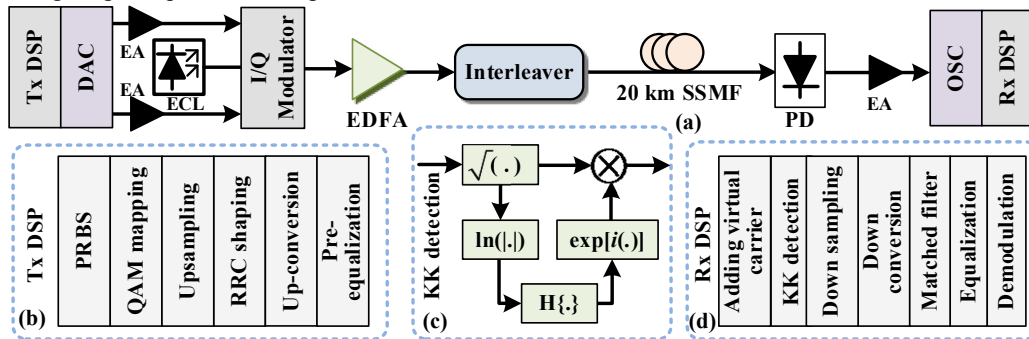 Tx DSP
DAC
EA
EA
ECL
I/Q
Modulator
EDFA
Interleaver
20 km SSMF
(a)
PD
EA
OSC
Rx DSP
Tx DSP
PRBS
QAM mapping
Upsampling
RRC shaping
Up-conversion
Pre-
equalization
(b)
KK detection
√(.)
ln(|.|)
H{.}
exp[i(.)]
(c)
Rx DSP
Adding virtual
carrier
KK detection
Down sampling
Down
conversion
Matched filter
Equalization
Demodulation
(d)